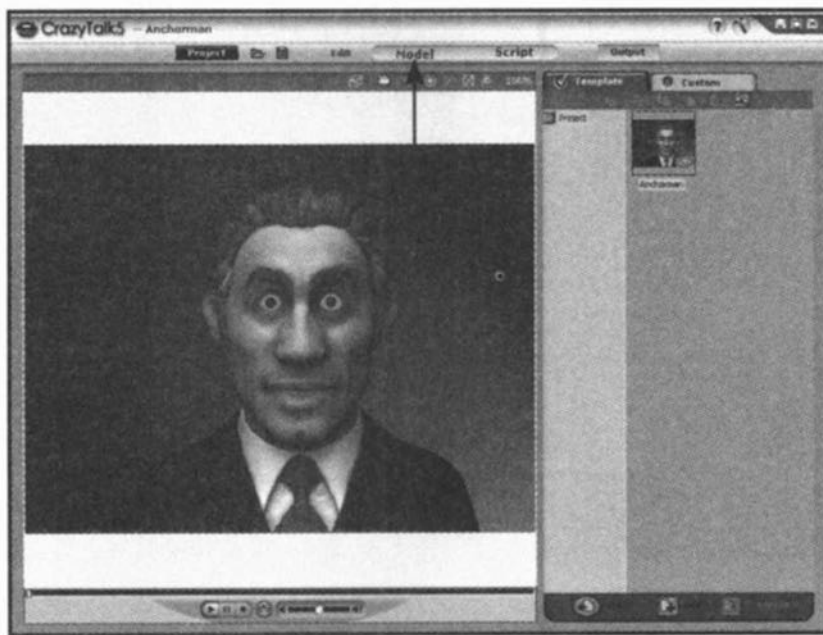 CrazyTalk5 -- Anchorman
Project Edit Model Script Output
Template Custom
Project
Anchorman